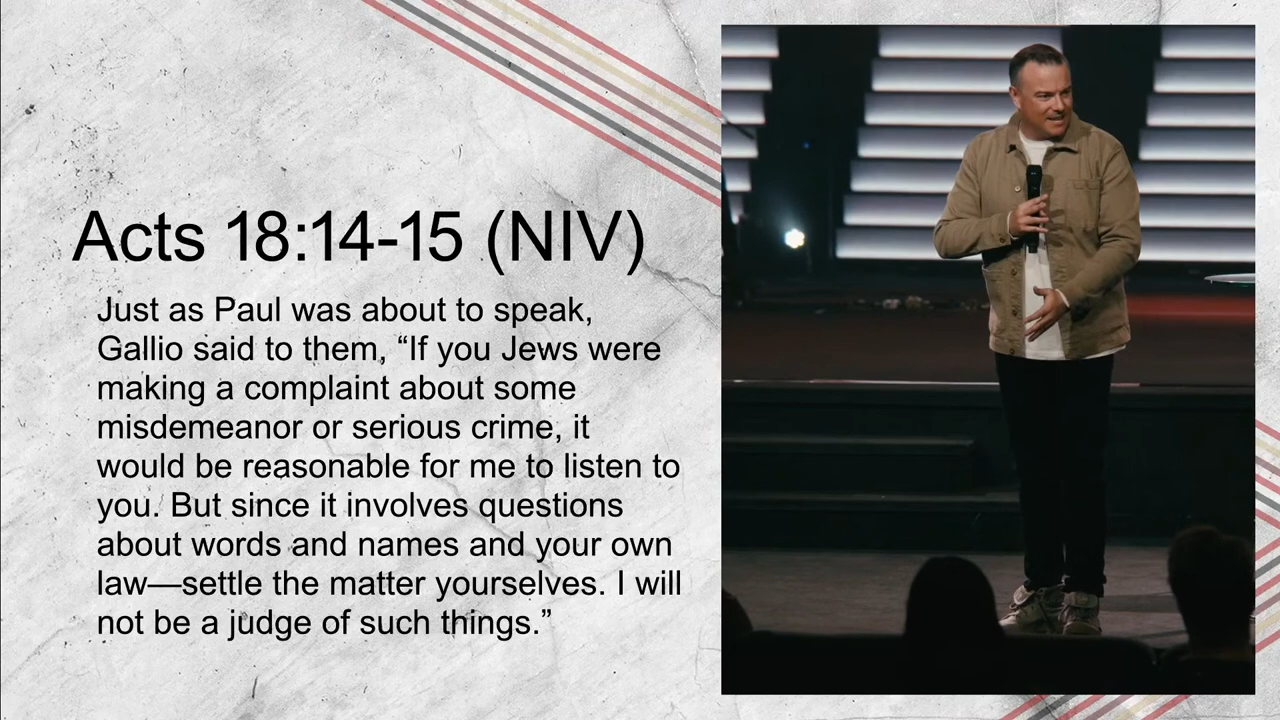 Acts 18:14-15 (NIV)
Just as Paul was about to speak,
Gallio said to them, “If you Jews were
making a complaint about some
misdemeanor or serious crime, it
would be reasonable for me to listen to
you. But since it involves questions
about words and names and your own
law—settle the matter yourselves. I will
not be a judge of such things.”